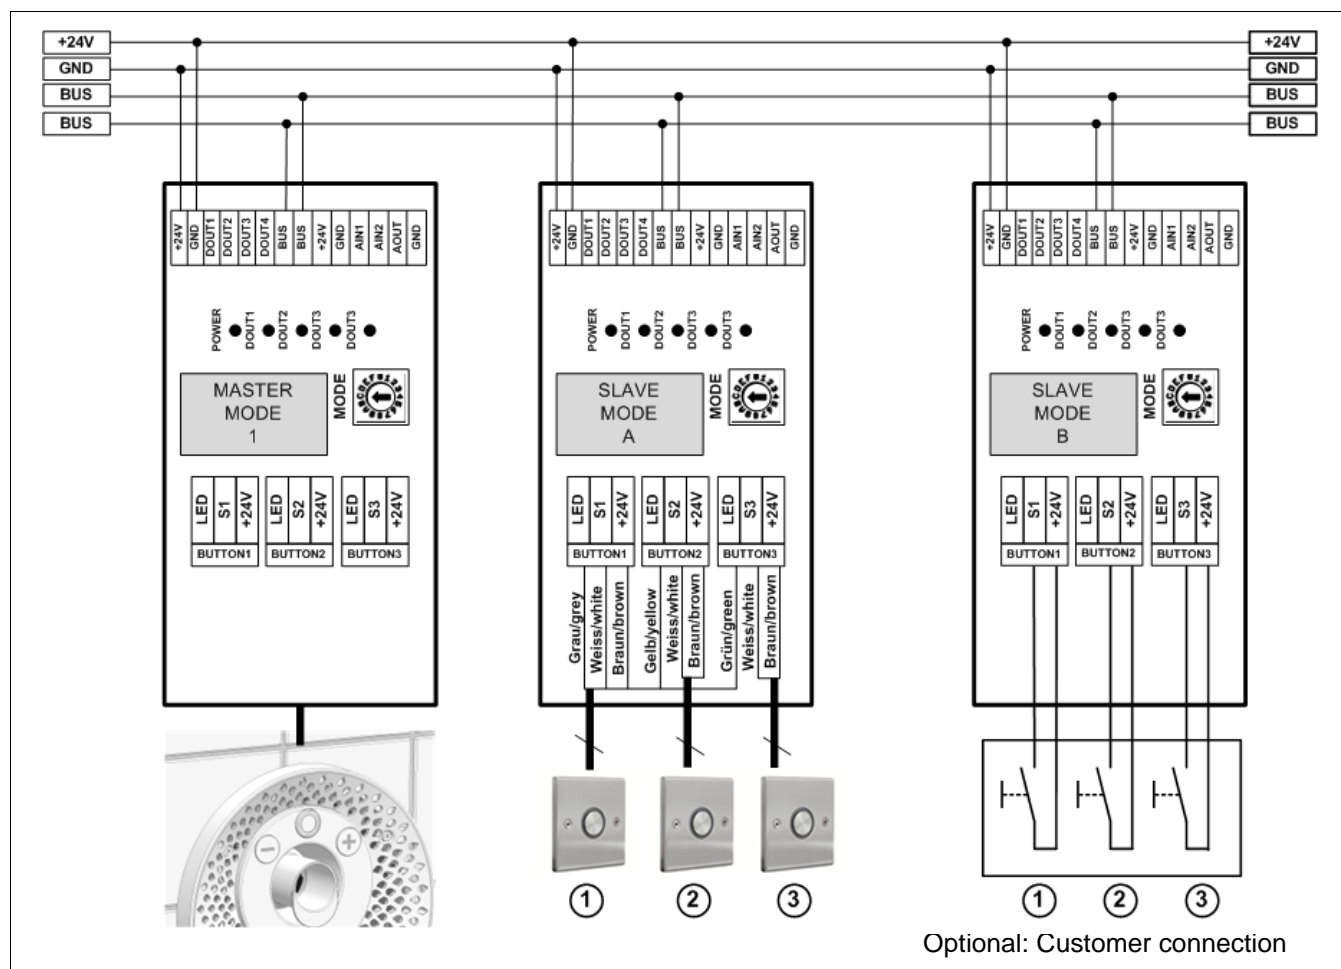 +24V
GND
BUS
BUS
+24V
GND
BUS
BUS
+24V
GND
DOUT1
DOUT2
DOUT3
DOUT4
BUS
BUS
+24V
GND
AIN1
AIN2
AOUT
GND
POWER
DOUT1
DOUT2
DOUT3
DOUT3
MASTER
MODE
1
MODE
LED
S1
+24V
LED
S2
+24V
LED
S3
+24V
BUTTON1
BUTTON2
BUTTON3
+24V
GND
DOUT1
DOUT2
DOUT3
DOUT4
BUS
BUS
+24V
GND
AIN1
AIN2
AOUT
GND
POWER
DOUT1
DOUT2
DOUT3
DOUT3
SLAVE
MODE
A
MODE
LED
S1
+24V
LED
S2
+24V
LED
S3
+24V
BUTTON1
BUTTON2
BUTTON3
Grau/grey
Weiss/white
Braun/brown
Gelb/yellow
Weiss/white
Braun/brown
Grün/green
Weiss/white
Braun/brown
1
2
3
+24V
GND
DOUT1
DOUT2
DOUT3
DOUT4
BUS
BUS
+24V
GND
AIN1
AIN2
AOUT
GND
POWER
DOUT1
DOUT2
DOUT3
DOUT3
SLAVE
MODE
B
MODE
LED
S1
+24V
LED
S2
+24V
LED
S3
+24V
BUTTON1
BUTTON2
BUTTON3
1
2
3
Optional: Customer connection